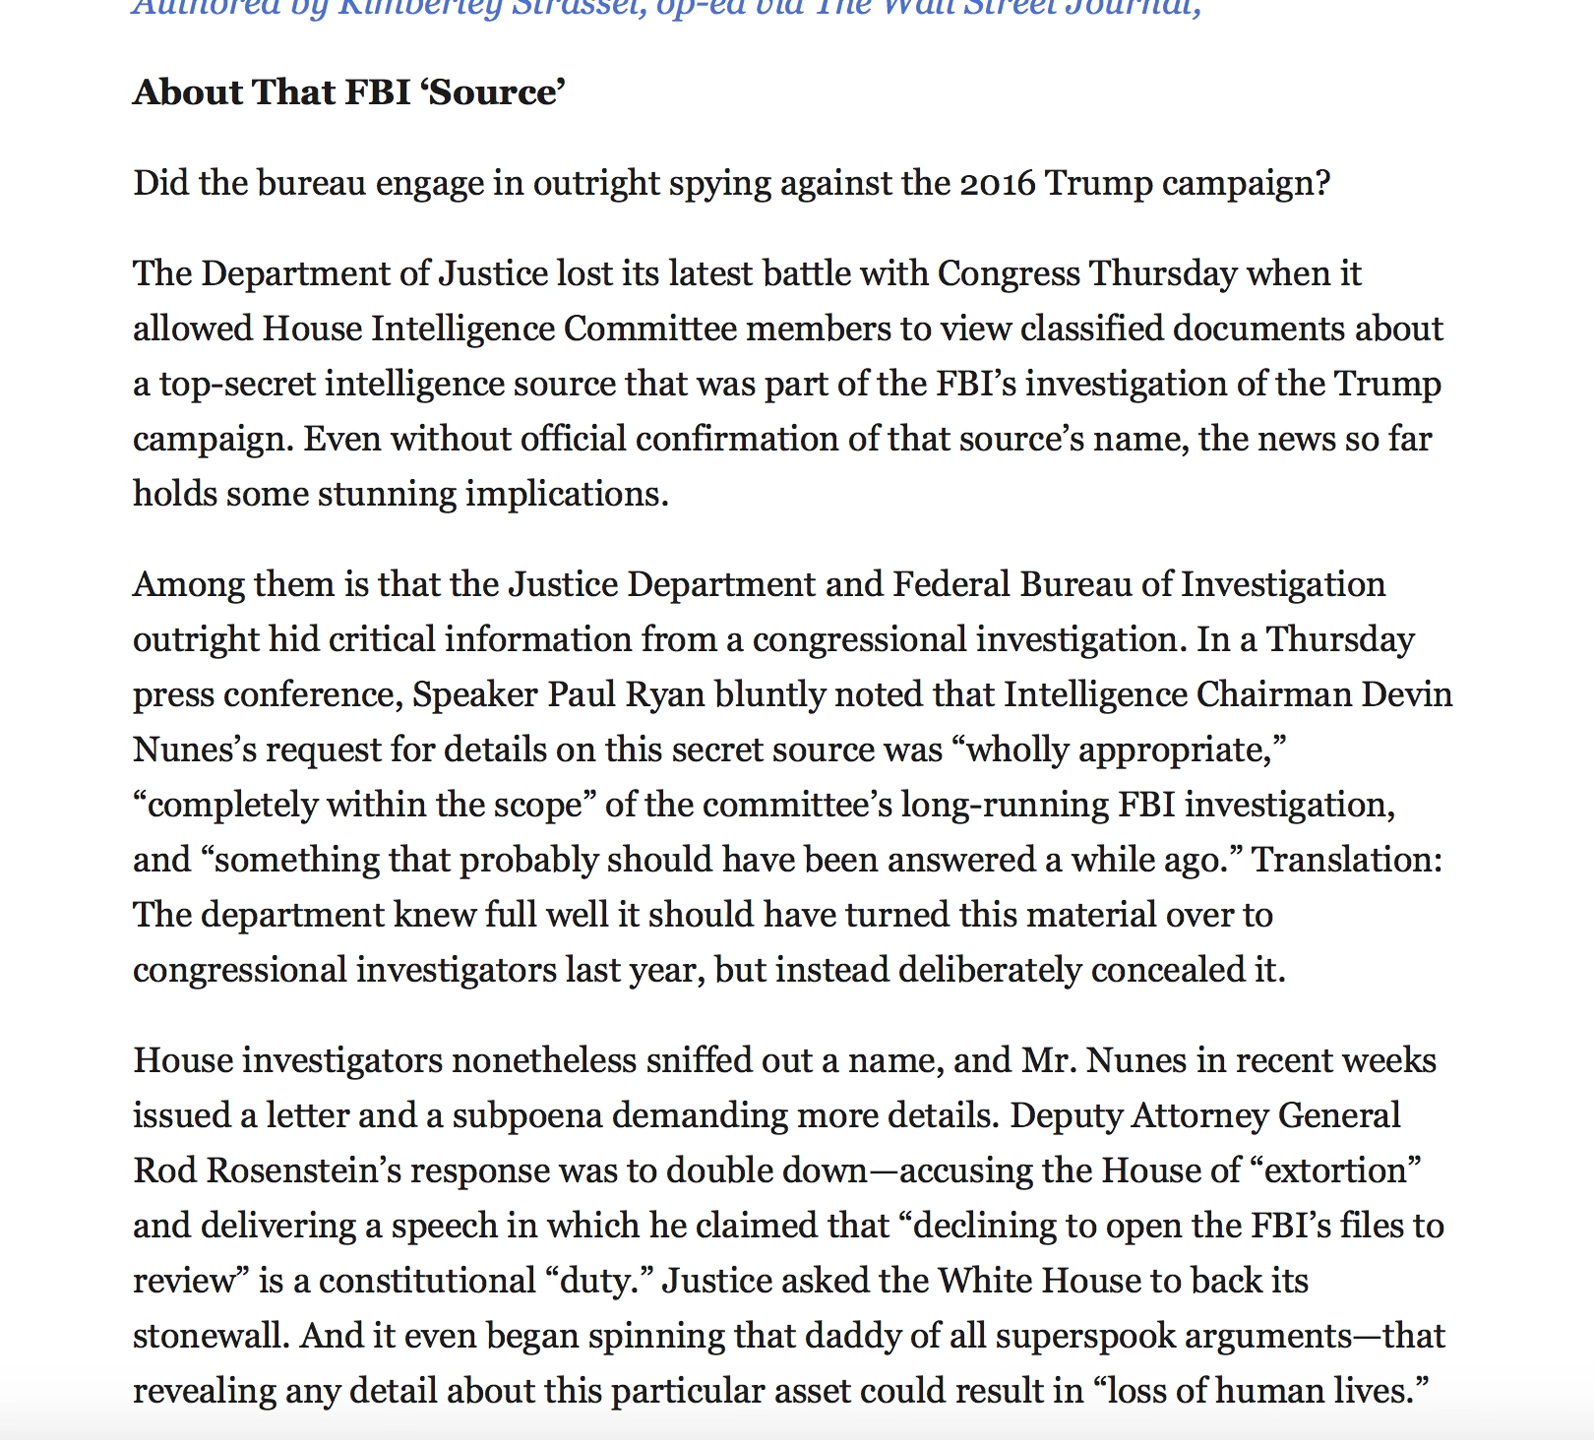 Authored by Kimberley Strassel, op-ed via The Wall Street Journal,
About That FBI ‘Source’
Did the bureau engage in outright spying against the 2016 Trump campaign?
The Department of Justice lost its latest battle with Congress Thursday when it
allowed House Intelligence Committee members to view classified documents about
a top-secret intelligence source that was part of the FBI’s investigation of the Trump
campaign. Even without official confirmation of that source’s name, the news so far
holds some stunning implications.
Among them is that the Justice Department and Federal Bureau of Investigation
outright hid critical information from a congressional investigation. In a Thursday
press conference, Speaker Paul Ryan bluntly noted that Intelligence Chairman Devin
Nunes’s request for details on this secret source was “wholly appropriate,”
“completely within the scope” of the committee’s long-running FBI investigation,
and “something that probably should have been answered a while ago.” Translation:
The department knew full well it should have turned this material over to
congressional investigators last year, but instead deliberately concealed it.
House investigators nonetheless sniffed out a name, and Mr. Nunes in recent weeks
issued a letter and a subpoena demanding more details. Deputy Attorney General
Rod Rosenstein’s response was to double down—accusing the House of “extortion”
and delivering a speech in which he claimed that “declining to open the FBI’s files to
review” is a constitutional “duty.” Justice asked the White House to back its
stonewall. And it even began spinning that daddy of all superspook arguments—that
revealing any detail about this particular asset could result in “loss of human lives.”